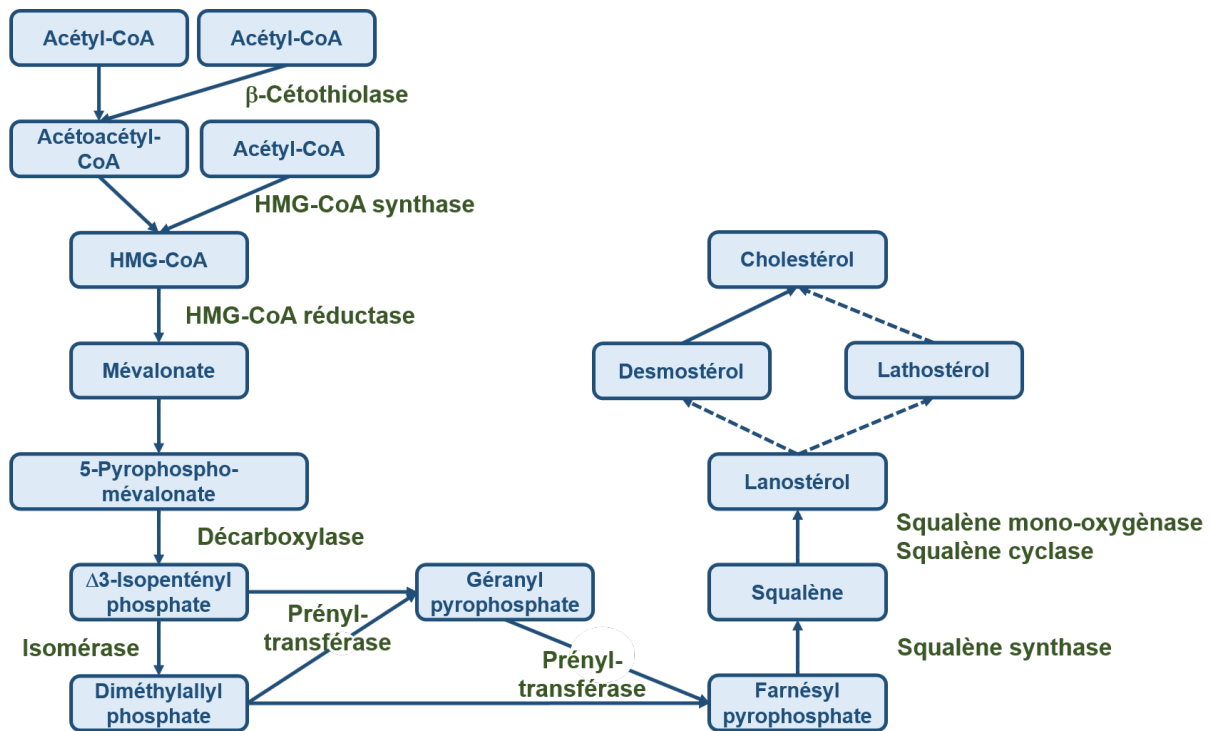 Acétyl-CoA
Acétyl-CoA
β-Cétothiolase
Acétoacétyl-
CoA
Acétyl-CoA
HMG-CoA synthase
HMG-CoA
HMG-CoA réductase
Mévalonate
5-Pyrophospho-
mévalonate
Décarboxylase
Δ3-Isopentényl
phosphate
Isomérase
Diméthylallyl
phosphate
Prényl-
transférase
Géranyl
pyrophosphate
Prényl-
transférase
Farnésyl
pyrophosphate
Squalène synthase
Squalène
Squalène mono-oxygènase
Squalène cyclase
Lanostérol
Desmostérol
Lathostérol
Cholestérol